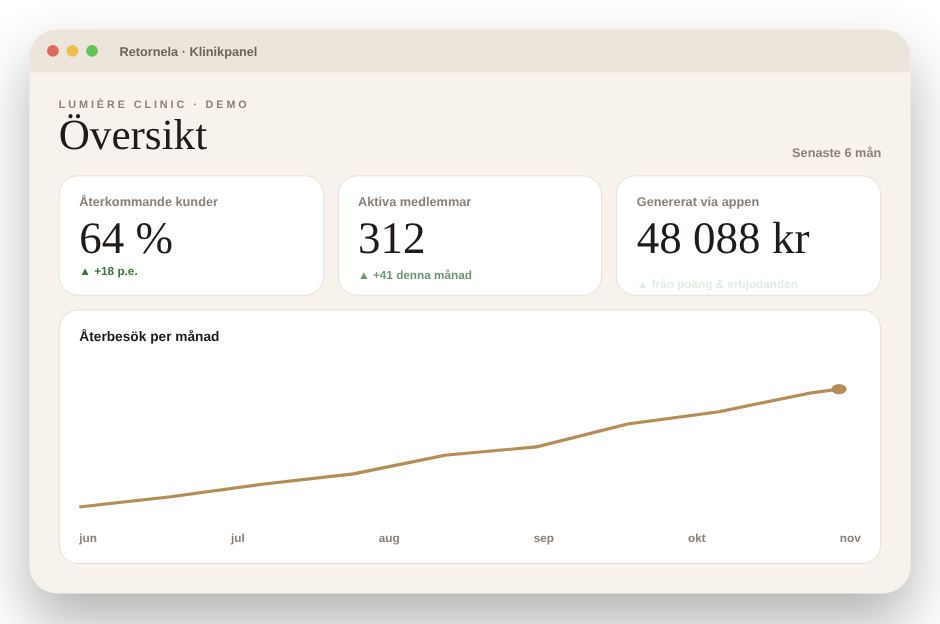 Retornela · Klinikpanel
LUMIÈRE CLINIC · DEMO
Översikt
Senaste 6 mån
Återkommande kunder
64 %
▲ +18 p.e.
Aktiva medlemmar
312
▲ +41 denna månad
Genererat via appen
48 088 kr
▲ från poäng & erbjudanden
Återbesök per månad
jun jul aug sep okt nov